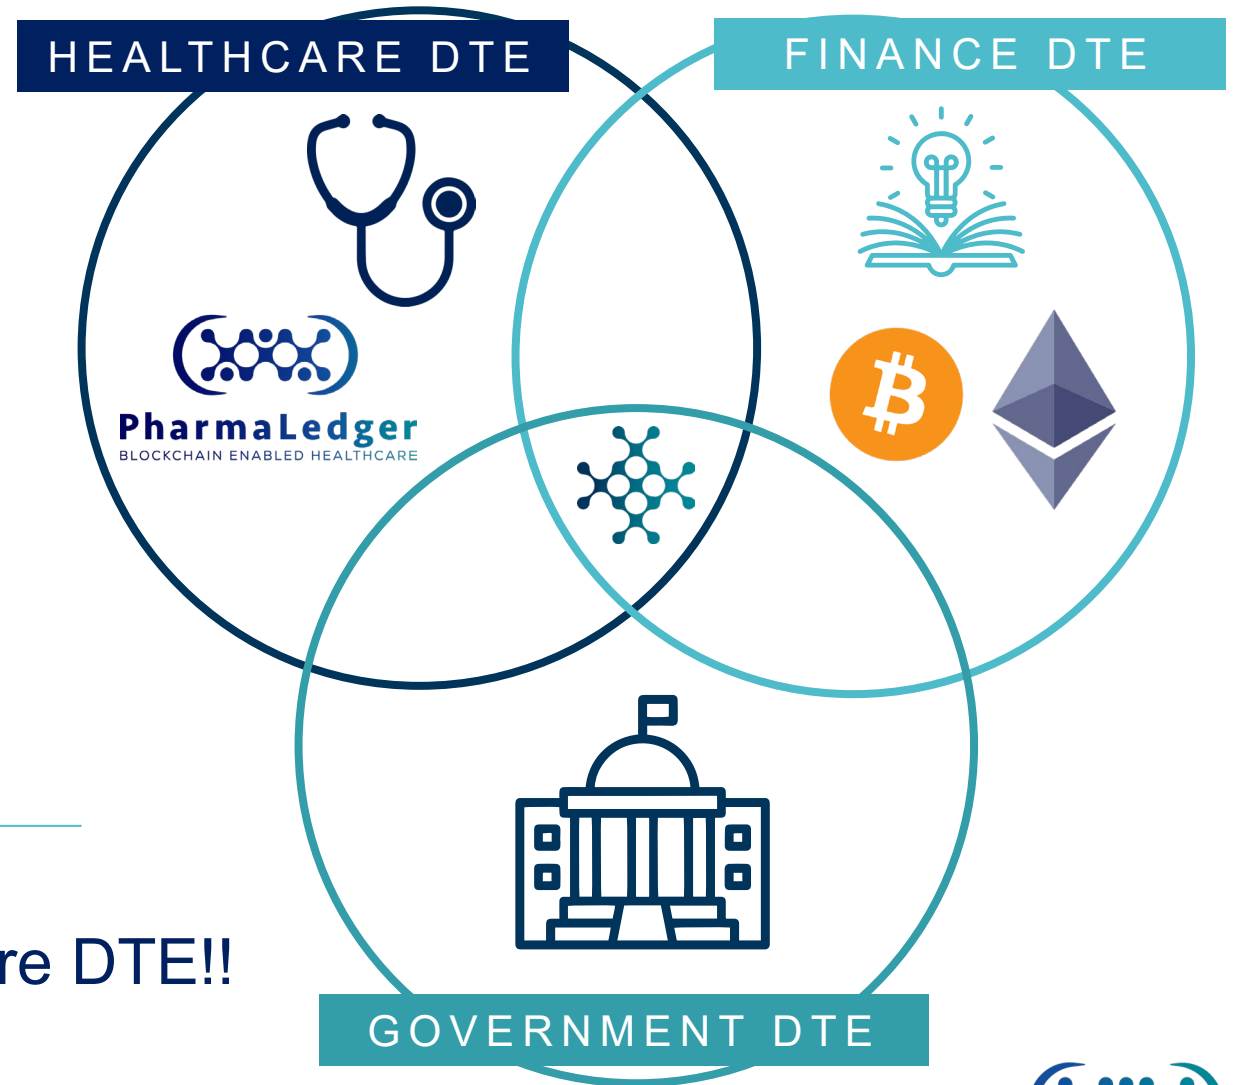 HEALTHCARE DTE
FINANCE DTE
PharmaLedger
BLOCKCHAIN ENABLED HEALTHCARE
re DTE!!
GOVERNMENT DTE